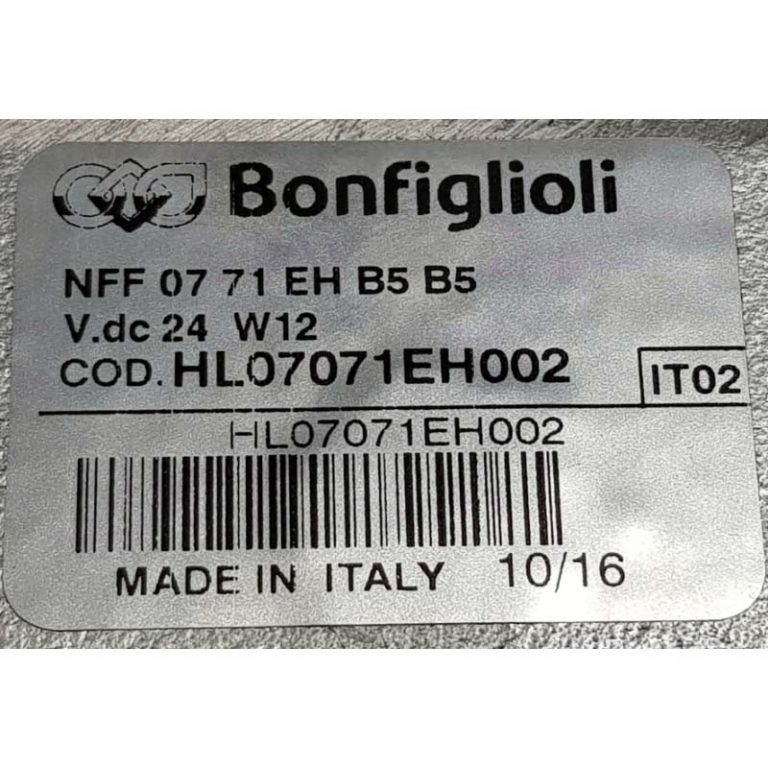 Bonfiglioli
NFF 07 71 EH B5 B5
V.dc 24 W12
COD. HL07071EH002
IT02
HL07071EH002
MADE IN ITALY 10/16